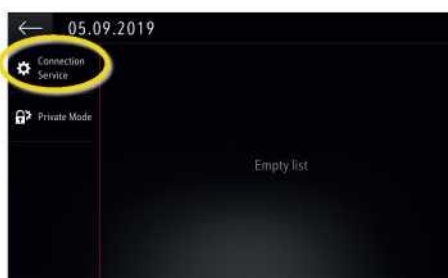 05.09.2019
Connection
Service
Private Mode
Empty list